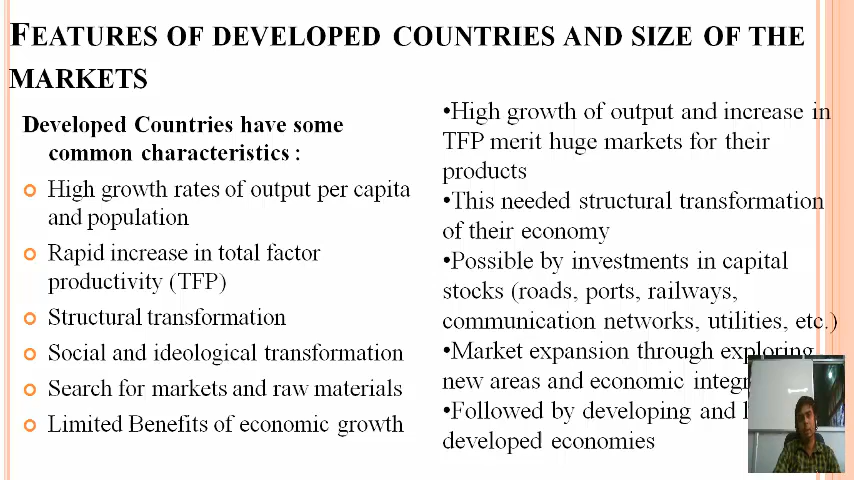 FEATURES OF DEVELOPED COUNTRIES AND SIZE OF THE
MARKETS
Developed Countries have some
common characteristics :
High growth rates of output per capita
and population
Rapid increase in total factor
productivity (TFP)
Structural transformation
Social and ideological transformation
Search for markets and raw materials
Limited Benefits of economic growth
•High growth of output and increase in
TFP merit huge markets for their
products
•This needed structural transformation
of their economy
•Possible by investments in capital
stocks (roads, ports, railways,
communication networks, utilities, etc.)
•Market expansion through exploring
new areas and economic
•Followed by developing and
developed economies